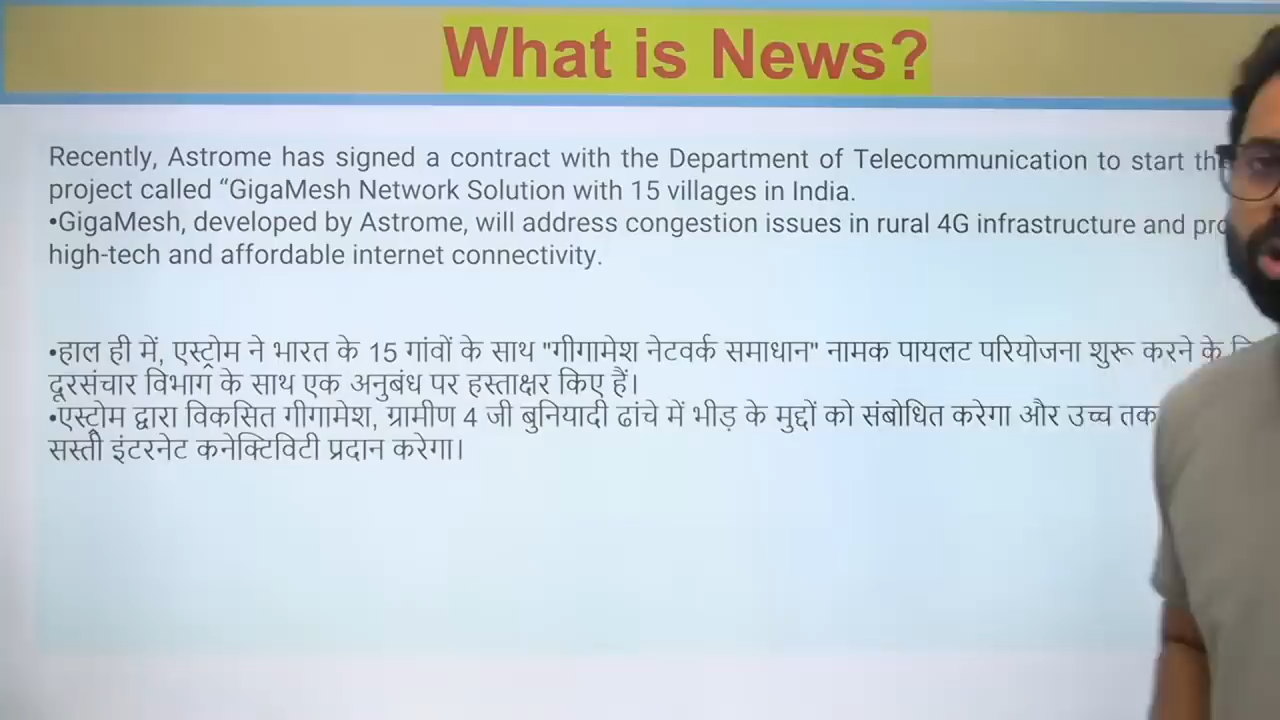 What is News?
Recently, Astrome has signed a contract with the Department of Telecommunication to start
project called “GigaMesh Network Solution with 15 villages in India.
•GigaMesh, developed by Astrome, will address congestion issues in rural 4G infrastructure and
high-tech and affordable internet connectivity.
•हाल ही में, एस्ट्रोम ने भारत के 15 गांवों के साथ "गीगामेश नेटवर्क समाधान" नामक पायलट परियोजना शुरू करने के
दूरसंचार विभाग के साथ एक अनुबंध पर हस्ताक्षर किए हैं।
•एस्ट्रोम द्वारा विकसित गीगामेश, ग्रामीण 4 जी बुनियादी ढांचे में भीड़ के मुद्दों को संबोधित करेगा और उच्च
सस्ती इंटरनेट कनेक्टिविटी प्रदान करेगा।